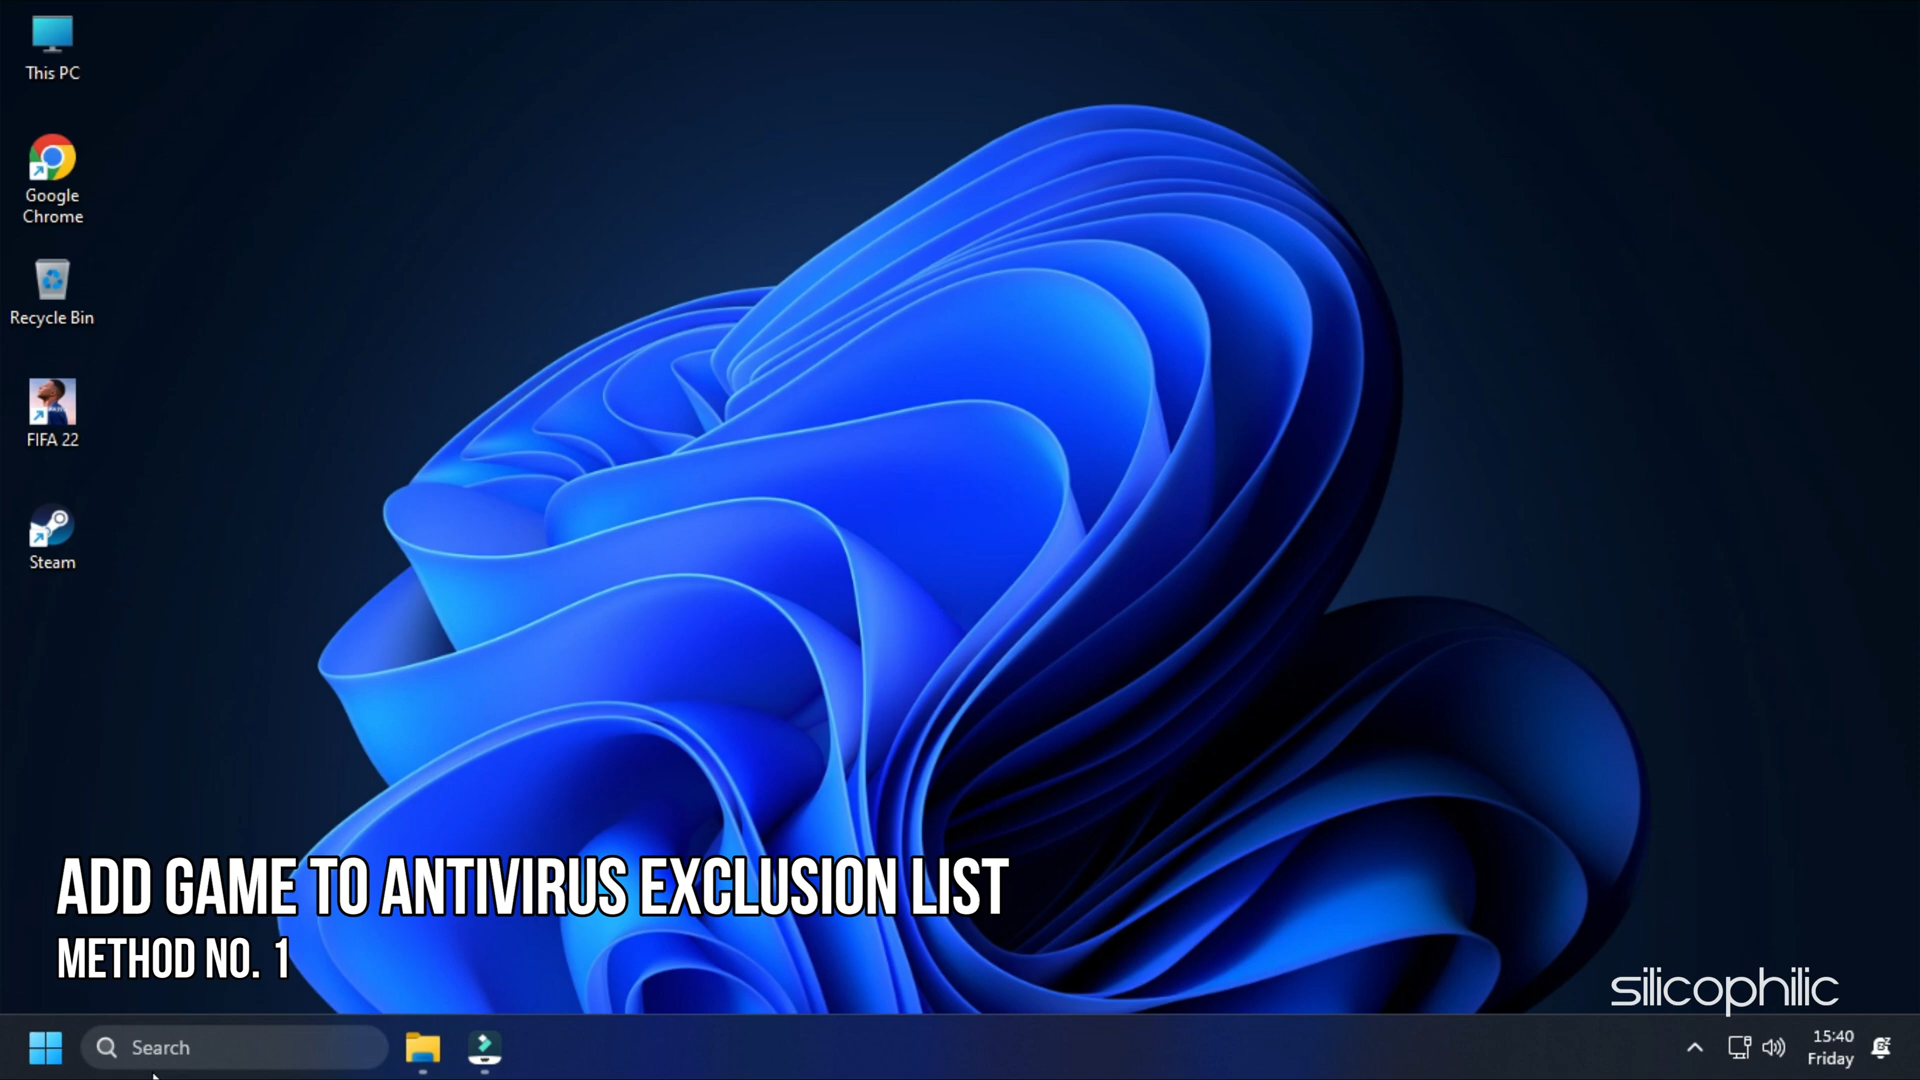 This PC
Google
Chrome
Recycle Bin
FIFA 22
Steam
ADD GAME TO ANTIVIRUS EXCLUSION LIST
METHOD NO. 1
silicophilic
Search
15:40
Friday